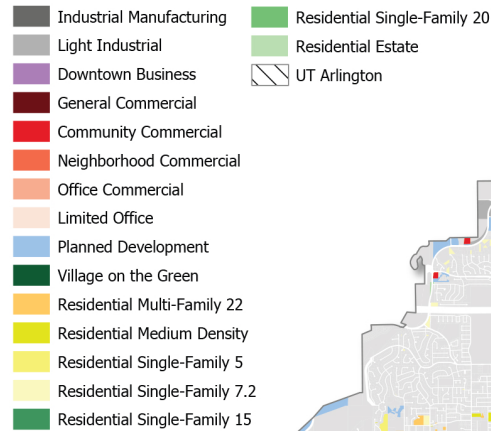 Industrial Manufacturing
Light Industrial
Downtown Business
General Commercial
Community Commercial
Neighborhood Commercial
Office Commercial
Limited Office
Planned Development
Village on the Green
Residential Multi-Family 22
Residential Medium Density
Residential Single-Family 5
Residential Single-Family 7.2
Residential Single-Family 15
Residential Single-Family 20
Residential Estate
UT Arlington